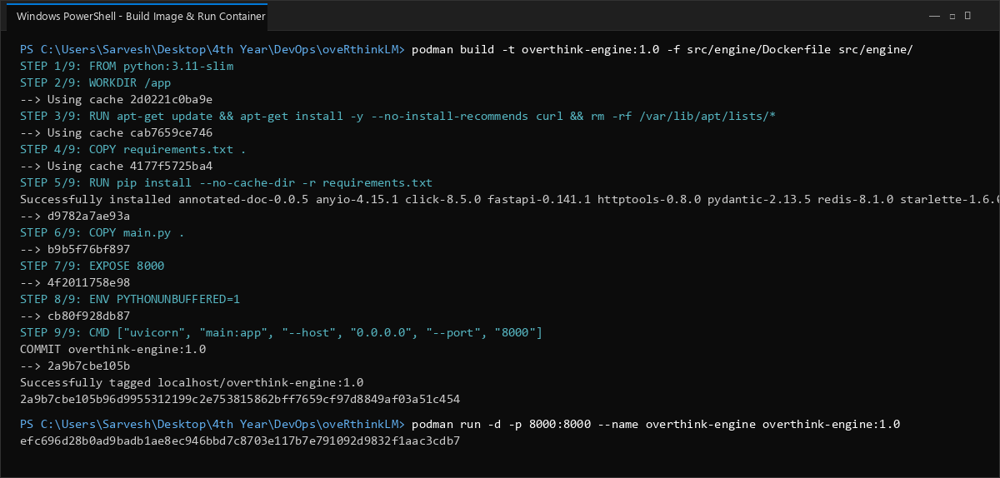 Windows PowerShell - Build Image & Run Container
PS C:\Users\Sarvesh\Desktop\4th Year\DevOps\oveRthinkLM> podman build -t overthink-engine:1.0 -f src/engine/Dockerfile src/engine/
STEP 1/9: FROM python:3.11-slim
STEP 2/9: WORKDIR /app
--> Using cache 2d0221c0ba9e
STEP 3/9: RUN apt-get update && apt-get install -y --no-install-recommends curl && rm -rf /var/lib/apt/lists/*
--> Using cache cab7659ce746
STEP 4/9: COPY requirements.txt .
--> Using cache 4177f5725ba4
STEP 5/9: RUN pip install --no-cache-dir -r requirements.txt
Successfully installed annotated-doc-0.0.5 anyio-4.15.1 click-8.5.0 fastapi-0.141.1 httptools-0.8.0 pydantic-2.13.5 redis-8.1.0 starlette-1.6.0
--> d9782a7ae93a
STEP 6/9: COPY main.py .
--> b9b5f76bf897
STEP 7/9: EXPOSE 8000
--> 4f2011758e98
STEP 8/9: ENV PYTHONUNBUFFERED=1
--> cb80f928db87
STEP 9/9: CMD ["uvicorn", "main:app", "--host", "0.0.0.0", "--port", "8000"]
COMMIT overthink-engine:1.0
--> 2a9b7cbe105b
Successfully tagged localhost/overthink-engine:1.0
2a9b7cbe105b96d9955312199c2e753815862bff7659cf97d8849af03a51c454
PS C:\Users\Sarvesh\Desktop\4th Year\DevOps\oveRthinkLM> podman run -d -p 8000:8000 --name overthink-engine overthink-engine:1.0
efc696d28b0ad9badb1ae8ec946bbd7c8703e117b7e791092d9832f1aac3cdb7